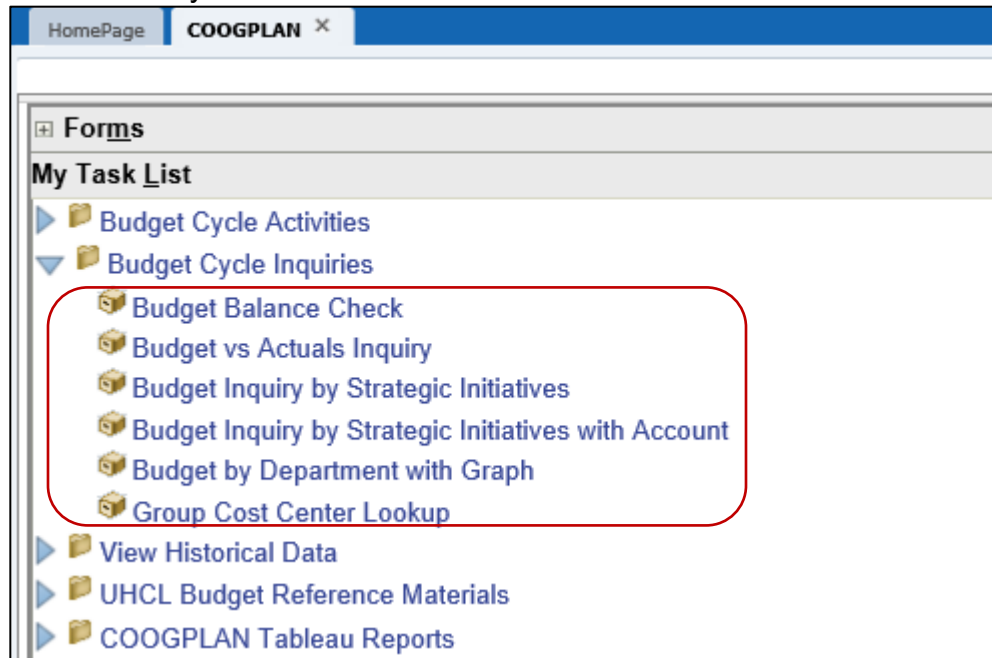 HomePage COOGPLAN ×
Forms
My Task List
Budget Cycle Activities
Budget Cycle Inquiries
Budget Balance Check
Budget vs Actuals Inquiry
Budget Inquiry by Strategic Initiatives
Budget Inquiry by Strategic Initiatives with Account
Budget by Department with Graph
Group Cost Center Lookup
View Historical Data
UHCL Budget Reference Materials
COOGPLAN Tableau Reports